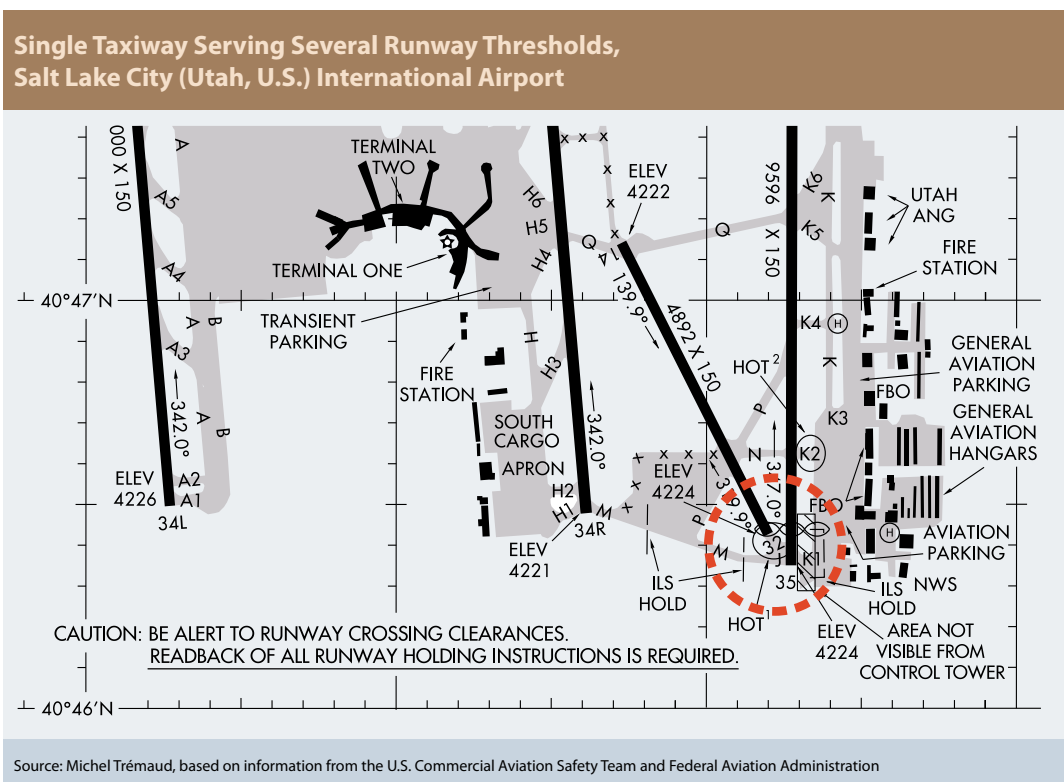 Single Taxiway Serving Several Runway Thresholds,
Salt Lake City (Utah, U.S.) International Airport
000 X 150
A
A5
A4
A
B
A3
342.0°
A
B
ELEV
4226
A2
A1
34L
TERMINAL
TWO
TERMINAL ONE
TRANSIENT
PARKING
FIRE
STATION
SOUTH
CARGO
APRON
H6
H5
H4
H
H3
H2
H1
342.0°
34R
ELEV
4221
x x
x
x
x
ELEV
4222
Q
Q
139.9°
4892 X 150
9596 X 150
K6
K
K5
K4
H
K
K3
HOT 2
K2
P
N
x x x x
x
x
ELEV
4224
M
P
M
32
35
K1
J
HOT 1
ILS
HOLD
ILS
HOLD
ELEV
4224
AREA NOT
VISIBLE FROM
CONTROL TOWER
UTAH
ANG
FIRE
STATION
GENERAL
AVIATION
PARKING
FBO
GENERAL
AVIATION
HANGARS
FBO
H
AVIATION
PARKING
NWS
40°47'N
CAUTION: BE ALERT TO RUNWAY CROSSING CLEARANCES.
READBACK OF ALL RUNWAY HOLDING INSTRUCTIONS IS REQUIRED.
40°46'N
Source: Michel Trémaud, based on information from the U.S. Commercial Aviation Safety Team and Federal Aviation Administration